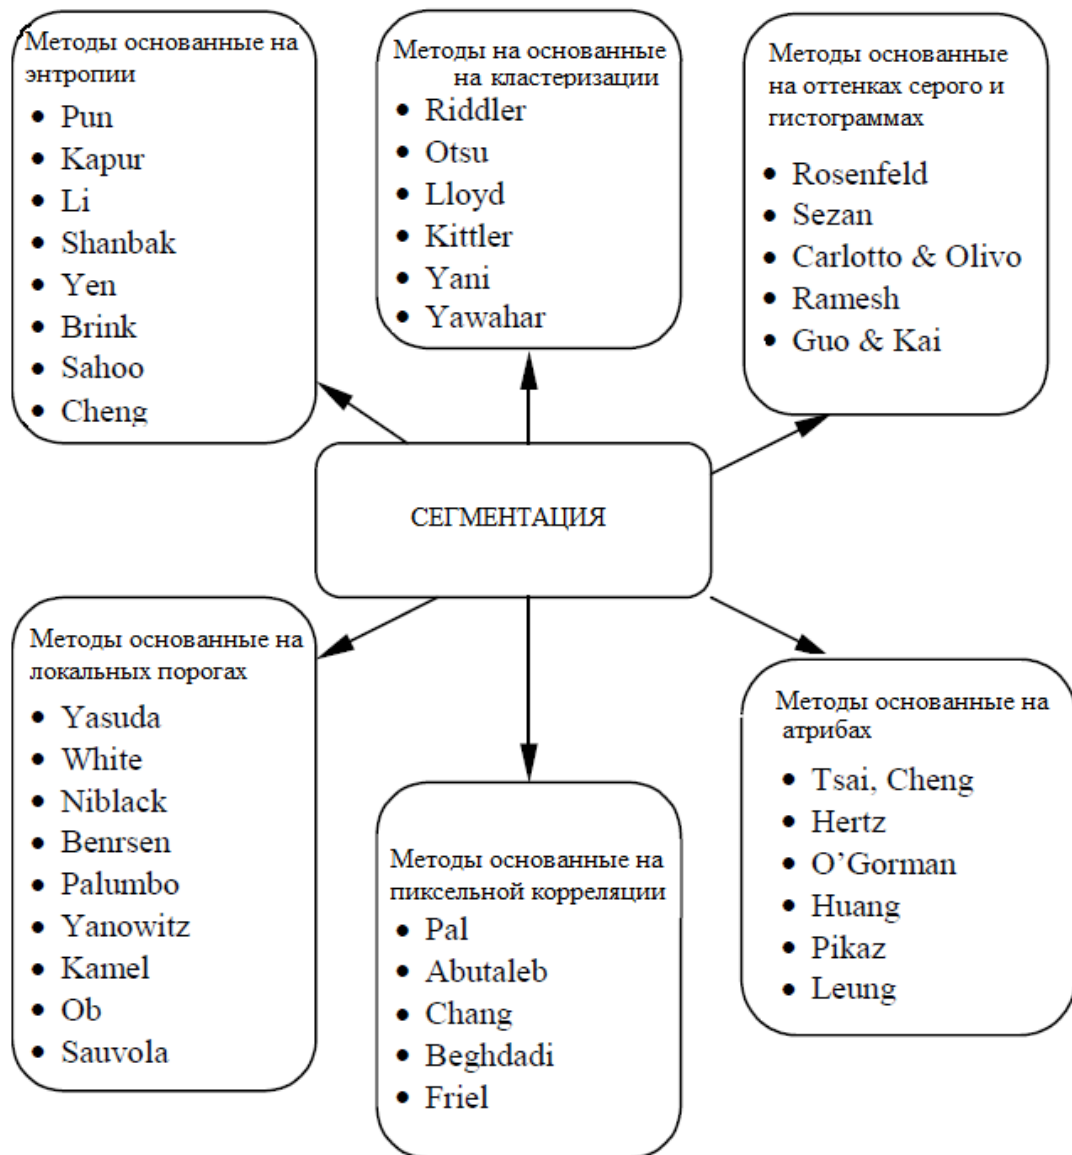 Методы основанные на
энтропии
• Pun
• Kapur
• Li
• Shanbak
• Yen
• Brink
• Sahoo
• Cheng
Методы на основанные
на кластеризации
• Riddler
• Otsu
• Lloyd
• Kittler
• Yani
• Yawahar
Методы основанные
на оттенках серого и
гистограммах
• Rosenfeld
• Sezan
• Carlotto & Olivo
• Ramesh
• Guo & Kai
СЕГМЕНТАЦИЯ
Методы основанные на
локальных порогах
• Yasuda
• White
• Niblack
• Benrsen
• Palumbo
• Yanowitz
• Kamel
• Ob
• Sauvola
Методы основанные на
пиксельной корреляции
• Pal
• Abutaleb
• Chang
• Beghdadi
• Friel
Методы основанные на
атрибах
• Tsai, Cheng
• Hertz
• O’Gorman
• Huang
• Pikaz
• Leung